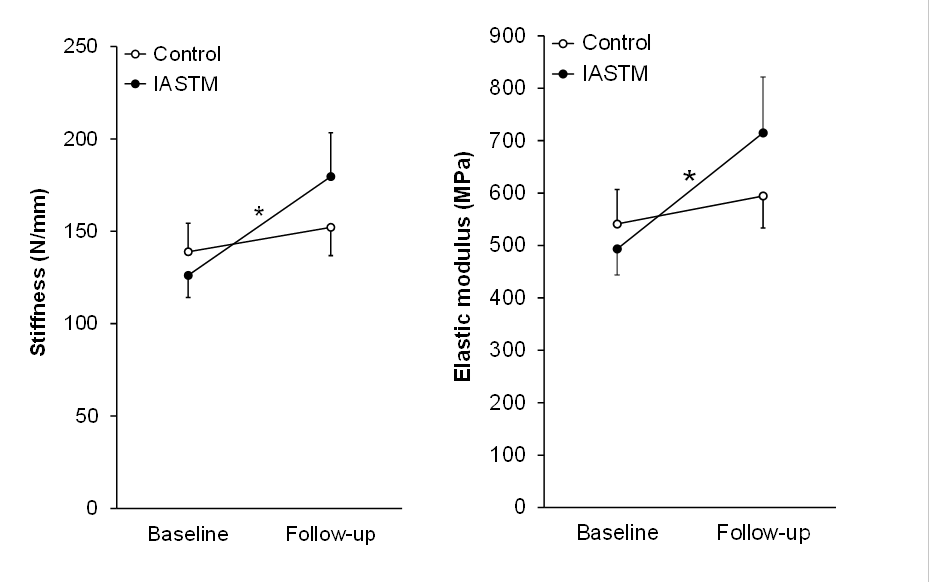 Control
IASTM
250
200
150
100
50
0
Stiffness (N/mm)
*
Baseline
Follow-up
Control
IASTM
900
800
700
600
500
400
300
200
100
0
Elastic modulus (MPa)
*
Baseline
Follow-up